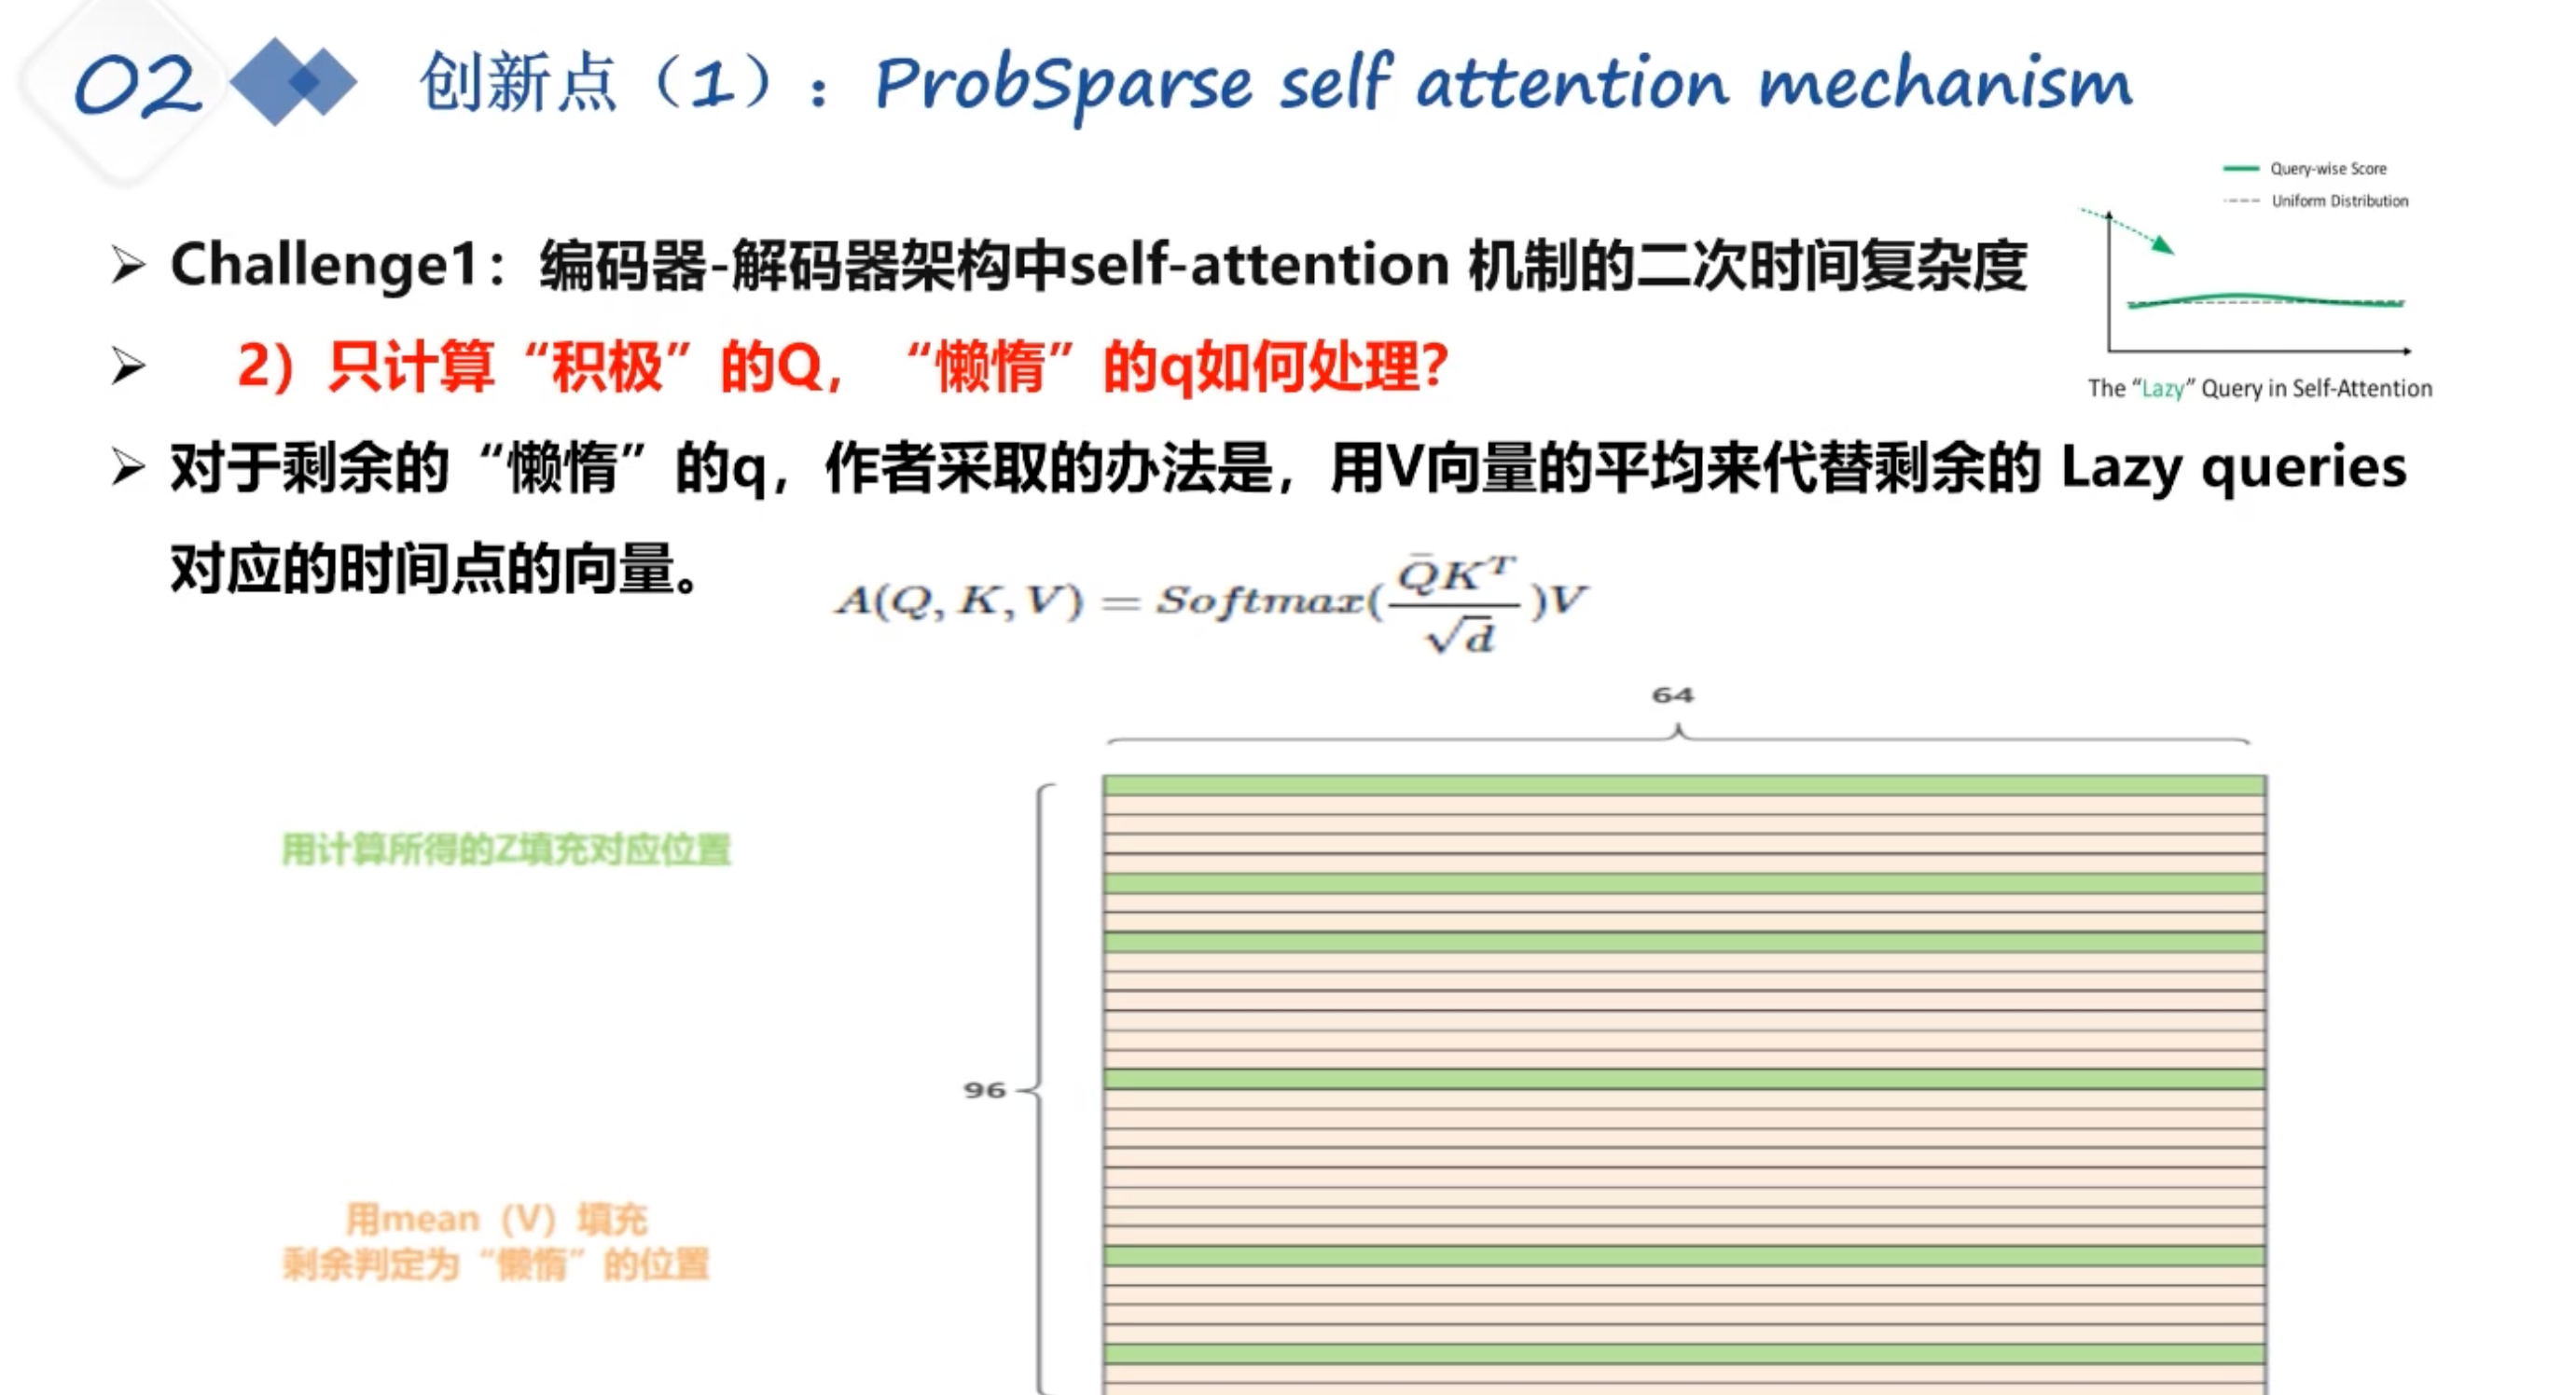 02 创新点（1）：ProbSparse self attention mechanism
Query-wise Score
Uniform Distribution
➢ Challenge1：编码器-解码器架构中self-attention 机制的二次时间复杂度
➢ 2）只计算“积极”的Q，“懒惰”的q如何处理？
The “Lazy” Query in Self-Attention
➢ 对于剩余的“懒惰”的q，作者采取的办法是，用V向量的平均来代替剩余的 Lazy queries
对应的时间点的向量。
A(Q, K, V) = Softmax(Q̄K^T / √d)V
64
用计算所得的Z填充对应位置
96
用mean（V）填充
剩余判定为“懒惰”的位置